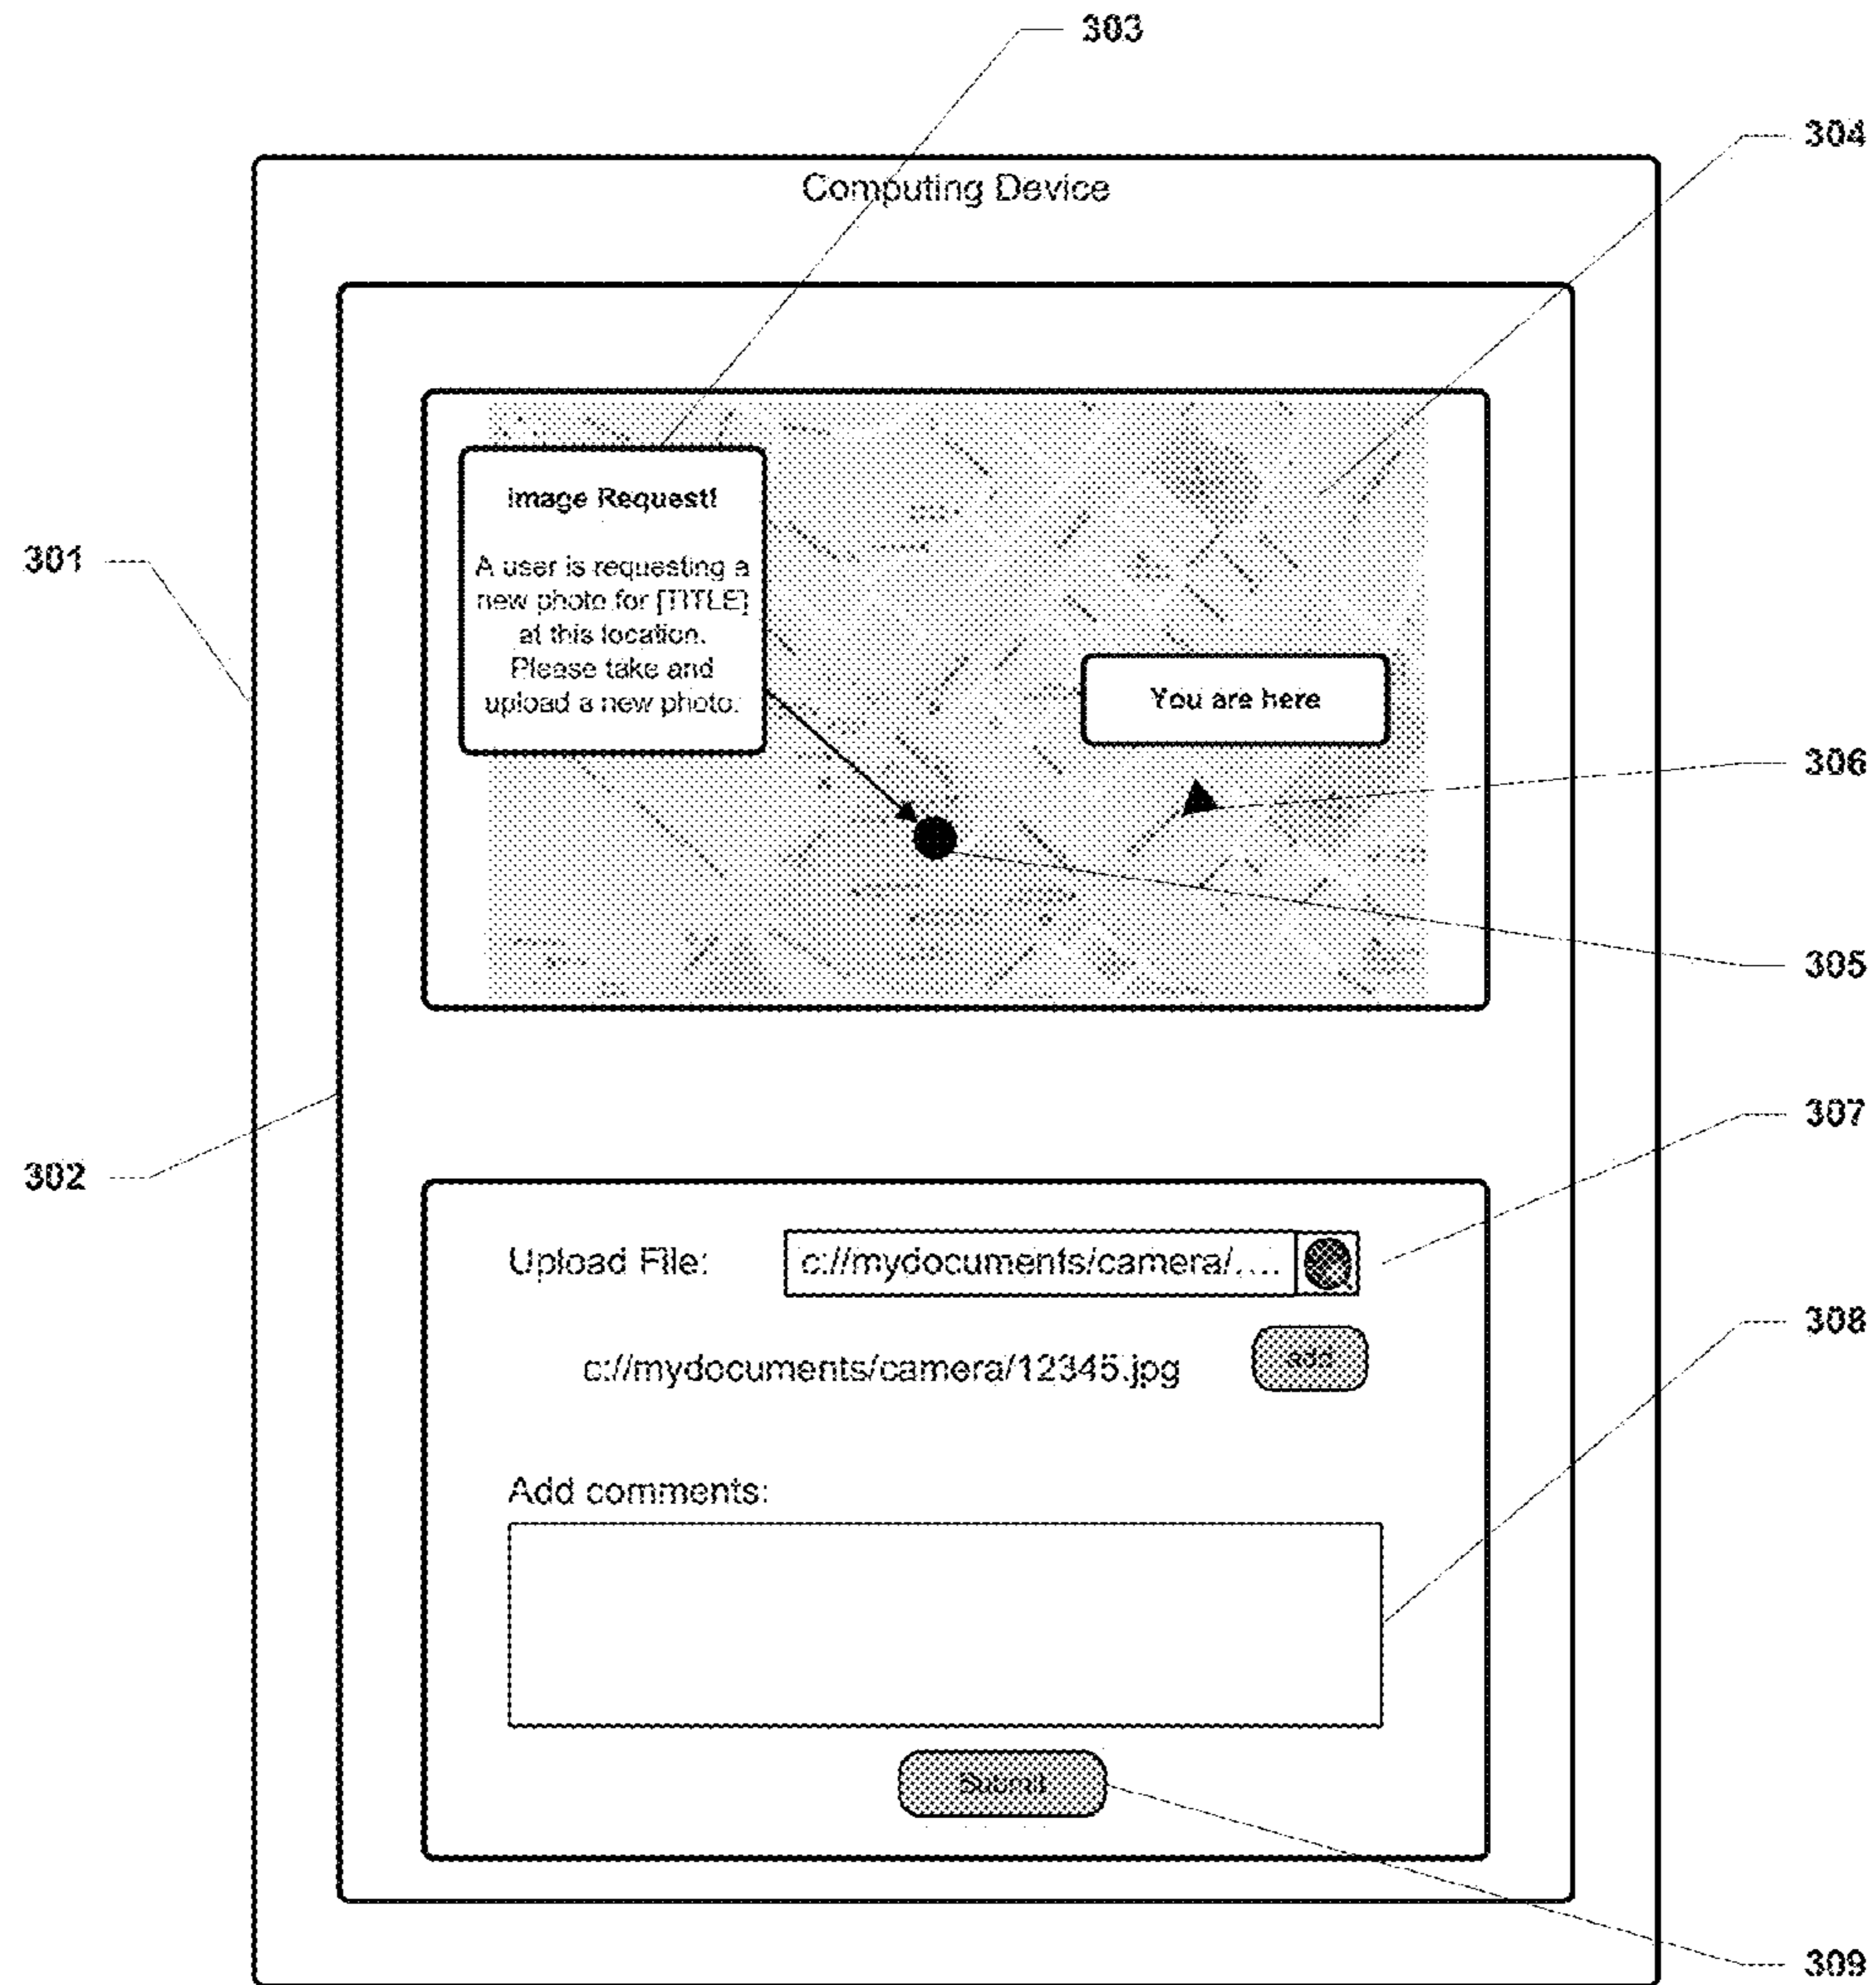 303
304
Computing Device
Image Request!
A user is requesting a
new photo for [TITLE]
at this location.
Please take and
upload a new photo.
301
You are here
306
305
307
302
Upload File:
c://mydocuments/camera/....
308
c://mydocuments/camera/12345.jpg
add
Add comments:
Submit
309